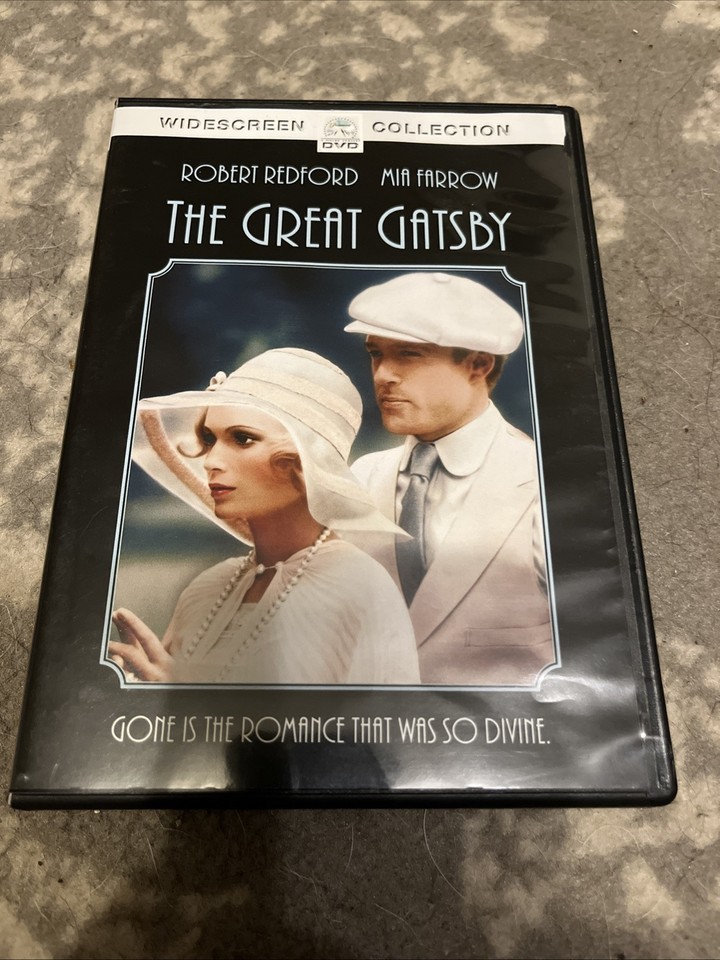 WIDESCREEN DVD COLLECTION
ROBERT REDFORD MIA FARROW
THE GREAT GATSBY
GONE IS THE ROMANCE THAT WAS SO DIVINE.